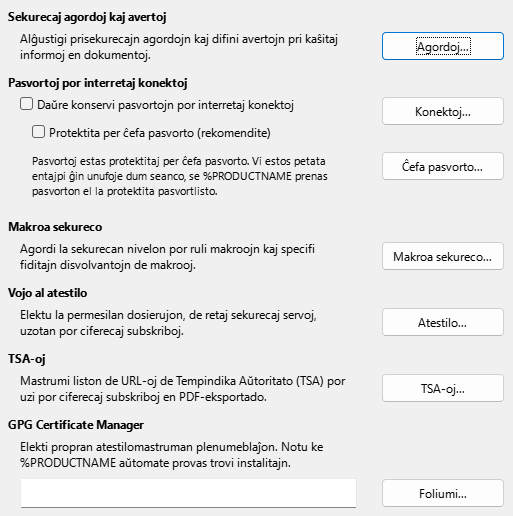 Sekurecaj agordoj kaj avertoj
Alĝustigi prisekurecajn agordojn kaj difini avertojn pri kaŝitaj
informoj en dokumentoj.
Agordoj...
Pasvortoj por interretaj konektoj
Daŭre konservi pasvortojn por interretaj konektoj
Konektoj...
Protektita per ĉefa pasvorto (rekomendite)
Pasvortoj estas protektitaj per ĉefa pasvorto. Vi estos petata
entajpi ĝin unufoje dum seanco, se %PRODUCTNAME prenas
pasvorton el la protektita pasvortlisto.
Ĉefa pasvorto...
Makroa sekureco
Agordi la sekurecan nivelon por ruli makroojn kaj specifi
fiditajn disvolvantojn de makrooj.
Makroa sekureco...
Vojo al atestilo
Elektu la permesilan dosierujon, de retaj sekurecaj servoj,
uzotan por ciferecaj subskriboj.
Atestilo...
TSA-oj
Mastrumi liston de URL-oj de Tempindika Aŭtoritato (TSA) por
uzi por ciferecaj subskriboj en PDF-eksportado.
TSA-oj...
GPG Certificate Manager
Elekti propran atestilomastruman plenumeblaĵon. Notu ke
%PRODUCTNAME aŭtomate provas trovi instalitajn.
Foliumi...